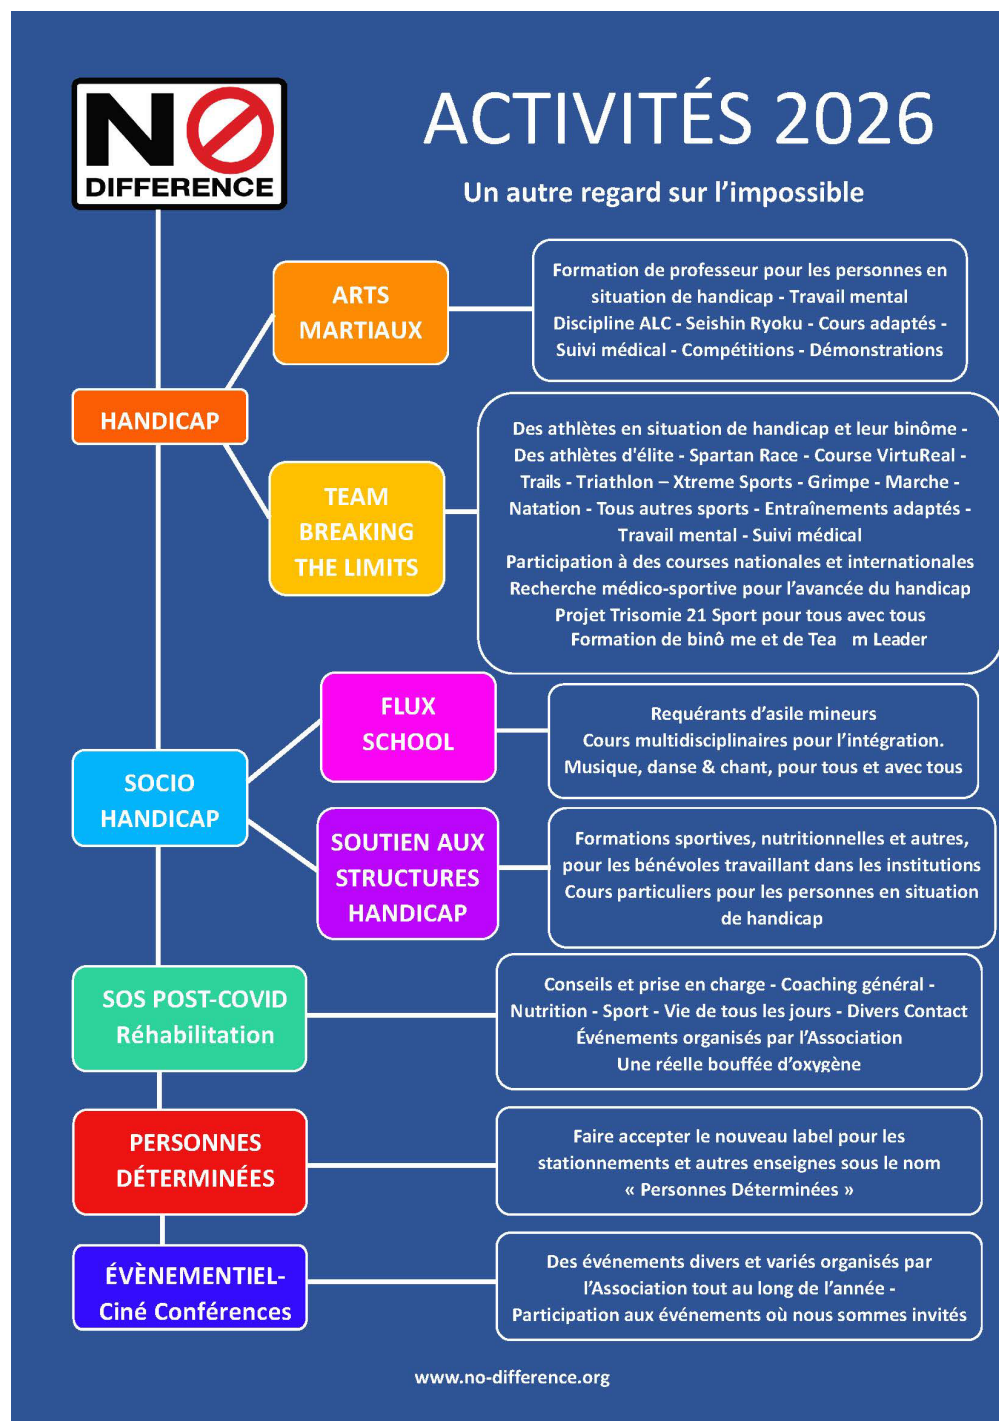 NO
DIFFERENCE
ACTIVITÉS 2026
Un autre regard sur l'impossible
HANDICAP
ARTS
MARTIAUX
Formation de professeur pour les personnes en
situation de handicap - Travail mental
Discipline ALC - Seishin Ryoku - Cours adaptés -
Suivi médical - Compétitions - Démonstrations
TEAM
BREAKING
THE LIMITS
Des athlètes en situation de handicap et leur binôme -
Des athlètes d'élite - Spartan Race - Course VirtuReal -
Trails - Triathlon – Xtreme Sports - Grimpe - Marche -
Natation - Tous autres sports - Entraînements adaptés -
Travail mental - Suivi médical
Participation à des courses nationales et internationales
Recherche médico-sportive pour l'avancée du handicap
Projet Trisomie 21 Sport pour tous avec tous
Formation de binô me et de Tea m Leader
SOCIO
HANDICAP
FLUX
SCHOOL
Requérants d'asile mineurs
Cours multidisciplinaires pour l'intégration.
Musique, danse & chant, pour tous et avec tous
SOUTIEN AUX
STRUCTURES
HANDICAP
Formations sportives, nutritionnelles et autres,
pour les bénévoles travaillant dans les institutions
Cours particuliers pour les personnes en situation
de handicap
SOS POST-COVID
Réhabilitation
Conseils et prise en charge - Coaching général -
Nutrition - Sport - Vie de tous les jours - Divers Contact
Événements organisés par l'Association
Une réelle bouffée d'oxygène
PERSONNES
DÉTERMINÉES
Faire accepter le nouveau label pour les
stationnements et autres enseignes sous le nom
« Personnes Déterminées »
ÉVÈNEMENTIEL-
Ciné Conférences
Des événements divers et variés organisés par
l'Association tout au long de l'année -
Participation aux événements où nous sommes invités
www.no-difference.org